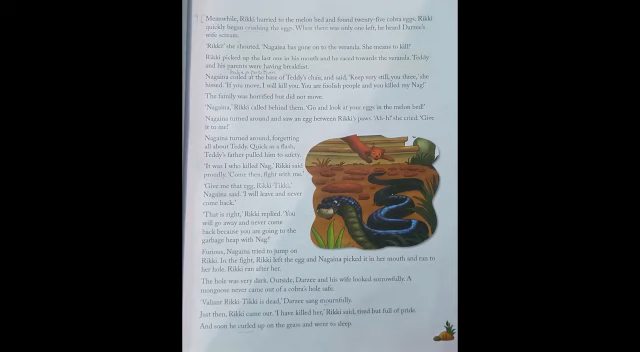 Meanwhile, Rikki hurried to the melon bed and found twenty-five cobra eggs. Rikki
quickly began crushing the eggs. When there was only one left, he heard Darzee's
wife scream.
'Rikki!' she shouted. 'Nagaina has gone on to the veranda. She means to kill!'
Rikki picked up the last one in his mouth and he raced towards the veranda. Teddy
and his parents were having breakfast.
Nagaina coiled at the base of Teddy's chair, and said, 'Keep very still, you three,' she
hissed. 'If you move, I will kill you. You are foolish people and you killed my Nag!'
The family was horrified but did not move.
'Nagaina,' Rikki called behind them. 'Go and look at your eggs in the melon bed!'
Nagaina turned around and saw an egg between Rikki's paws. 'Ah-h!' she cried. 'Give
it to me!'
Nagaina turned around, forgetting
all about Teddy. Quick as a flash,
Teddy's father pulled him to safety.
'It was I who killed Nag,' Rikki said
proudly. 'Come then, fight with me.'
'Give me that egg, Rikki-Tikki,'
Nagaina said. 'I will leave and never
come back.'
'That is right,' Rikki replied. 'You
will go away and never come
back because you are going to the
garbage heap with Nag!'
Furious, Nagaina tried to jump on
Rikki. In the fight, Rikki left the egg and Nagaina picked it in her mouth and ran to
her hole. Rikki ran after her.
The hole was very dark. Outside, Darzee and his wife looked sorrowfully. A
mongoose never came out of a cobra's hole safe.
'Valiant Rikki-Tikki is dead,' Darzee sang mournfully.
Just then, Rikki came out. 'I have killed her,' Rikki said, tired but full of pride.
And soon he curled up on the grass and went to sleep.